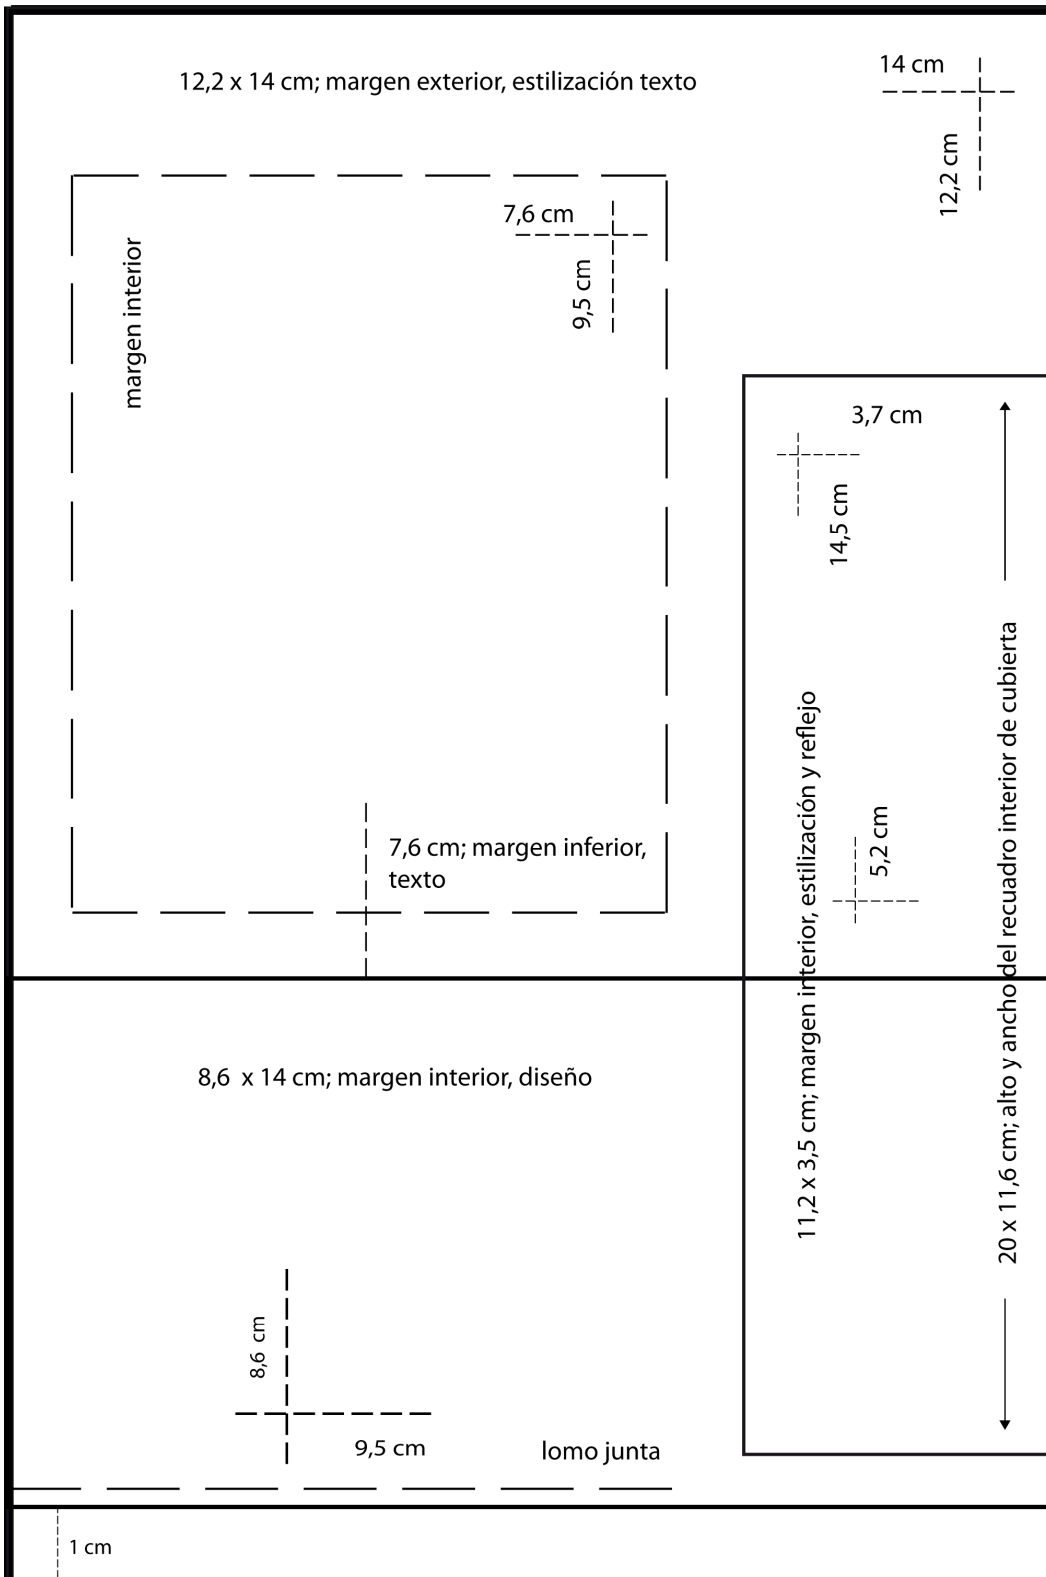 12,2 x 14 cm; margen exterior, estilización texto
14 cm
12,2 cm
7,6 cm
9,5 cm
margen interior
3,7 cm
14,5 cm
11,2 x 3,5 cm; margen interior, estilización y reflejo
20 x 11,6 cm; alto y ancho del recuadro interior de cubierta
5,2 cm
7,6 cm; margen inferior,
texto
8,6 x 14 cm; margen interior, diseño
8,6 cm
9,5 cm
lomo junta
1 cm